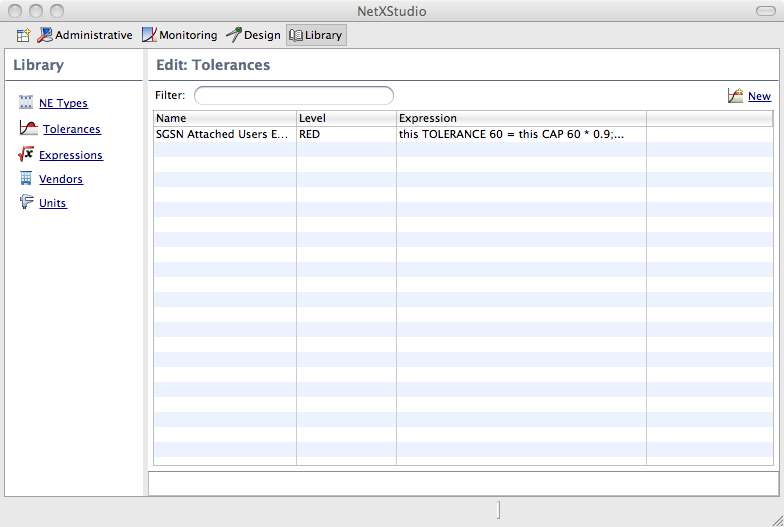 NetXStudio
Administrative Monitoring Design Library
Library
Edit: Tolerances
NE Types
Tolerances
Expressions
Vendors
Units
Filter:
New
Name Level Expression
SGSN Attached Users E... RED this TOLERANCE 60 = this CAP 60 * 0.9;...